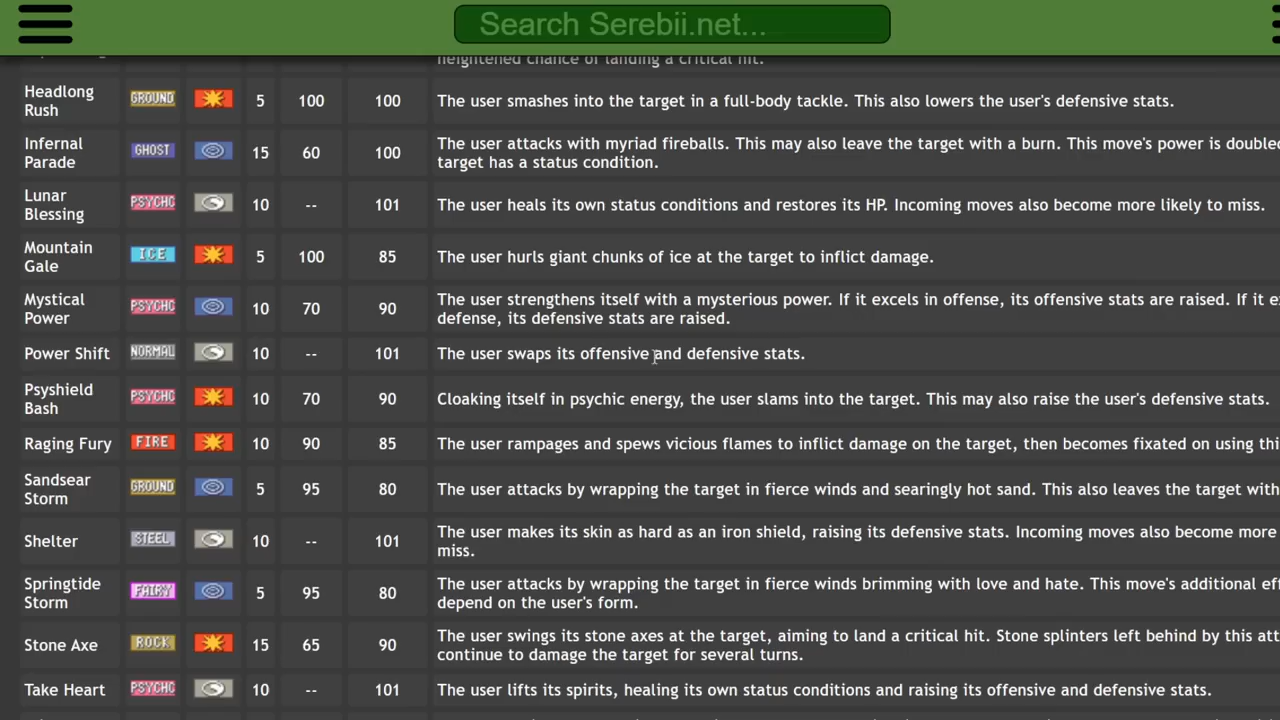 Search Serebii.net...
heightened chance of landing a critical hit.
Headlong Rush GROUND 5 100 100 The user smashes into the target in a full-body tackle. This also lowers the user's defensive stats.
Infernal Parade GHOST 15 60 100 The user attacks with myriad fireballs. This may also leave the target with a burn. This move's power is doubled
target has a status condition.
Lunar Blessing PSYCHC 10 -- 101 The user heals its own status conditions and restores its HP. Incoming moves also become more likely to miss.
Mountain Gale ICE 5 100 85 The user hurls giant chunks of ice at the target to inflict damage.
Mystical Power PSYCHC 10 70 90 The user strengthens itself with a mysterious power. If it excels in offense, its offensive stats are raised. If it
defense, its defensive stats are raised.
Power Shift NORMAL 10 -- 101 The user swaps its offensive and defensive stats.
Psyshield Bash PSYCHC 10 70 90 Cloaking itself in psychic energy, the user slams into the target. This may also raise the user's defensive stats.
Raging Fury FIRE 10 90 85 The user rampages and spews vicious flames to inflict damage on the target, then becomes fixated on using
Sandsear Storm GROUND 5 95 80 The user attacks by wrapping the target in fierce winds and searingly hot sand. This also leaves the target with
Shelter STEEL 10 -- 101 The user makes its skin as hard as an iron shield, raising its defensive stats. Incoming moves also become more
miss.
Springtide Storm FAIRY 5 95 80 The user attacks by wrapping the target in fierce winds brimming with love and hate. This move's additional
depend on the user's form.
Stone Axe ROCK 15 65 90 The user swings its stone axes at the target, aiming to land a critical hit. Stone splinters left behind by this
continue to damage the target for several turns.
Take Heart PSYCHC 10 -- 101 The user lifts its spirits, healing its own status conditions and raising its offensive and defensive stats.